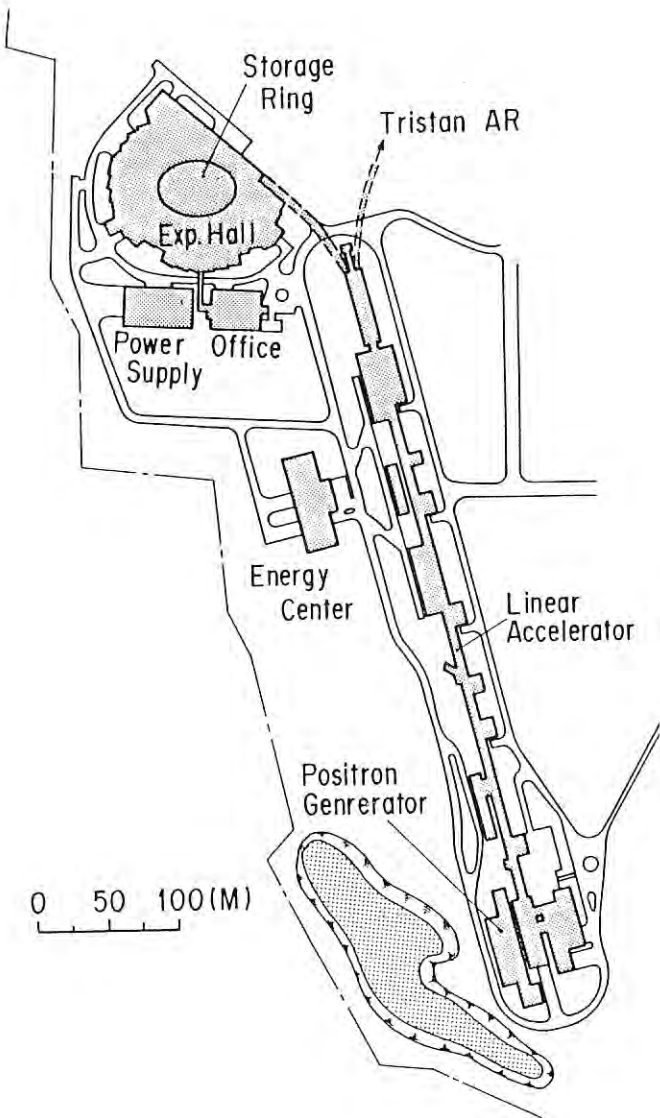 Storage
Ring
Tristan AR
Exp. Hall
Power
Supply
Office
Energy
Center
Linear
Accelerator
Positron
Genrerator
0 50 100(M)